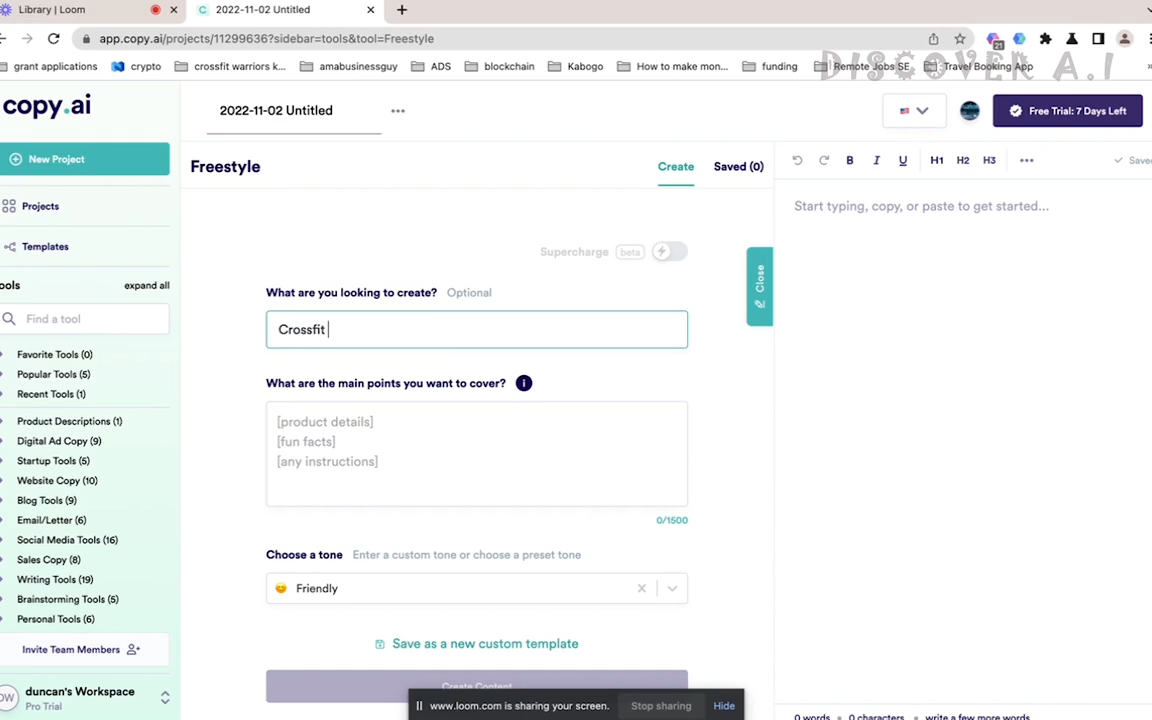 Library | Loom
2022-11-02 Untitled
app.copy.ai/projects/11299636?sidebar=tools&tool=Freestyle
21
grant applications
crypto
crossfit warriors k...
amabusinessguy
ADS
blockchain
Kabogo
How to make mon...
funding
Remote Jobs SE
Travel Booking App
DISCOVER A.I
copy.ai
2022-11-02 Untitled
Free Trial: 7 Days Left
New Project
Freestyle
Create
Saved (0)
B I U H1 H2 H3
Saved
Projects
Start typing, copy, or paste to get started...
Templates
Supercharge beta
ools
expand all
What are you looking to create? Optional
Close
Find a tool
Crossfit
Favorite Tools (0)
Popular Tools (5)
Recent Tools (1)
What are the main points you want to cover? i
Product Descriptions (1)
[product details]
Digital Ad Copy (9)
[fun facts]
Startup Tools (5)
[any instructions]
Website Copy (10)
Blog Tools (9)
Email/Letter (6)
0/1500
Social Media Tools (16)
Sales Copy (8)
Choose a tone Enter a custom tone or choose a preset tone
Writing Tools (19)
Friendly
Brainstorming Tools (5)
Personal Tools (6)
Save as a new custom template
Invite Team Members
Create Content
duncan's Workspace
Pro Trial
www.loom.com is sharing your screen.
Stop sharing
Hide
0 words
0 characters
write a few more words